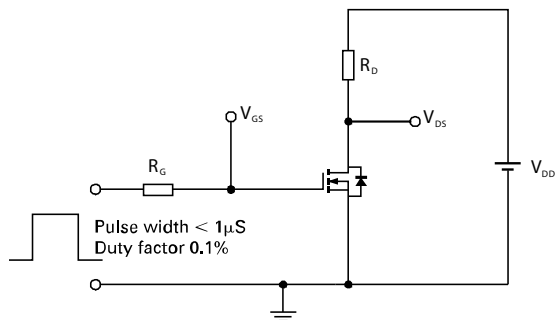 R_D
V_GS
V_DS
R_G
V_DD
Pulse width < 1μS
Duty factor 0.1%